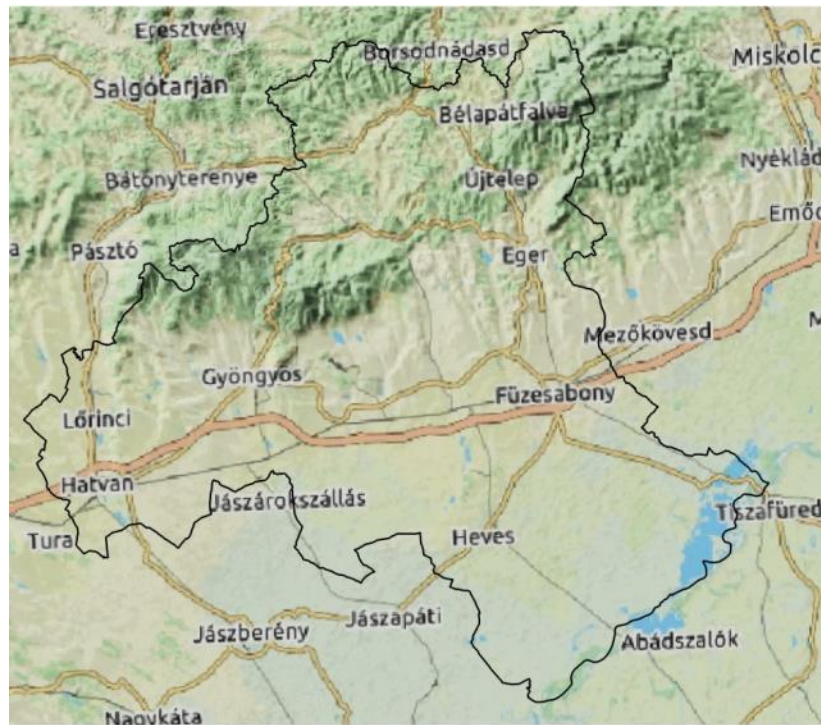 Eresztvény
Borsodnádasd
Miskolc
Salgótarján
Bélapátfalva
Nyéklád
Bátonyterenye
Újtelep
Emőd
Pásztó
a
Eger
M
Mezőkövesd
Gyöngyös
Füzesabony
Lőrinci
Hatvan
Jászárokszállás
Tiszafüred
Tura
Heves
Jászapáti
Jászberény
Abádszalók
Nagykáta